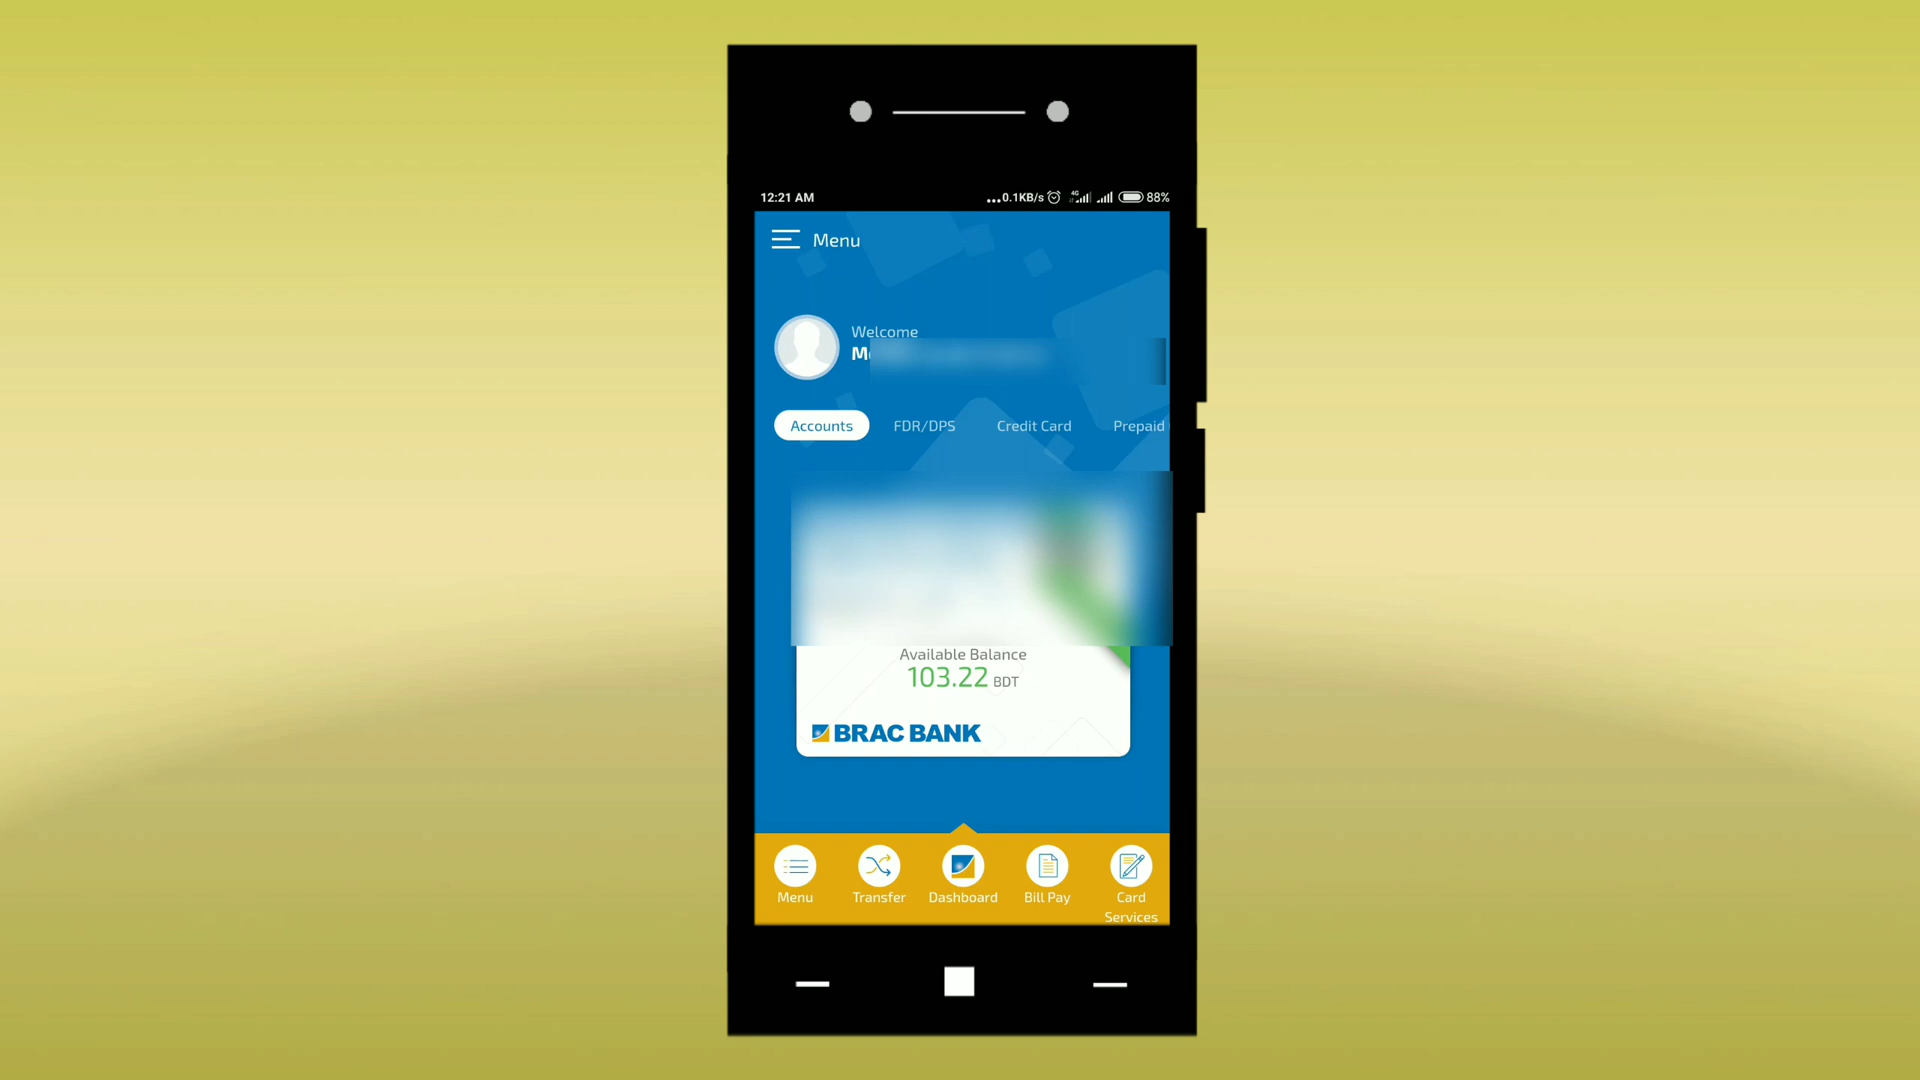 12:21 AM
...0.1KB/s 4G 88%
Menu
Welcome
Accounts FDR/DPS Credit Card Prepaid
Available Balance
103.22 BDT
BRAC BANK
Menu Transfer Dashboard Bill Pay Card Services